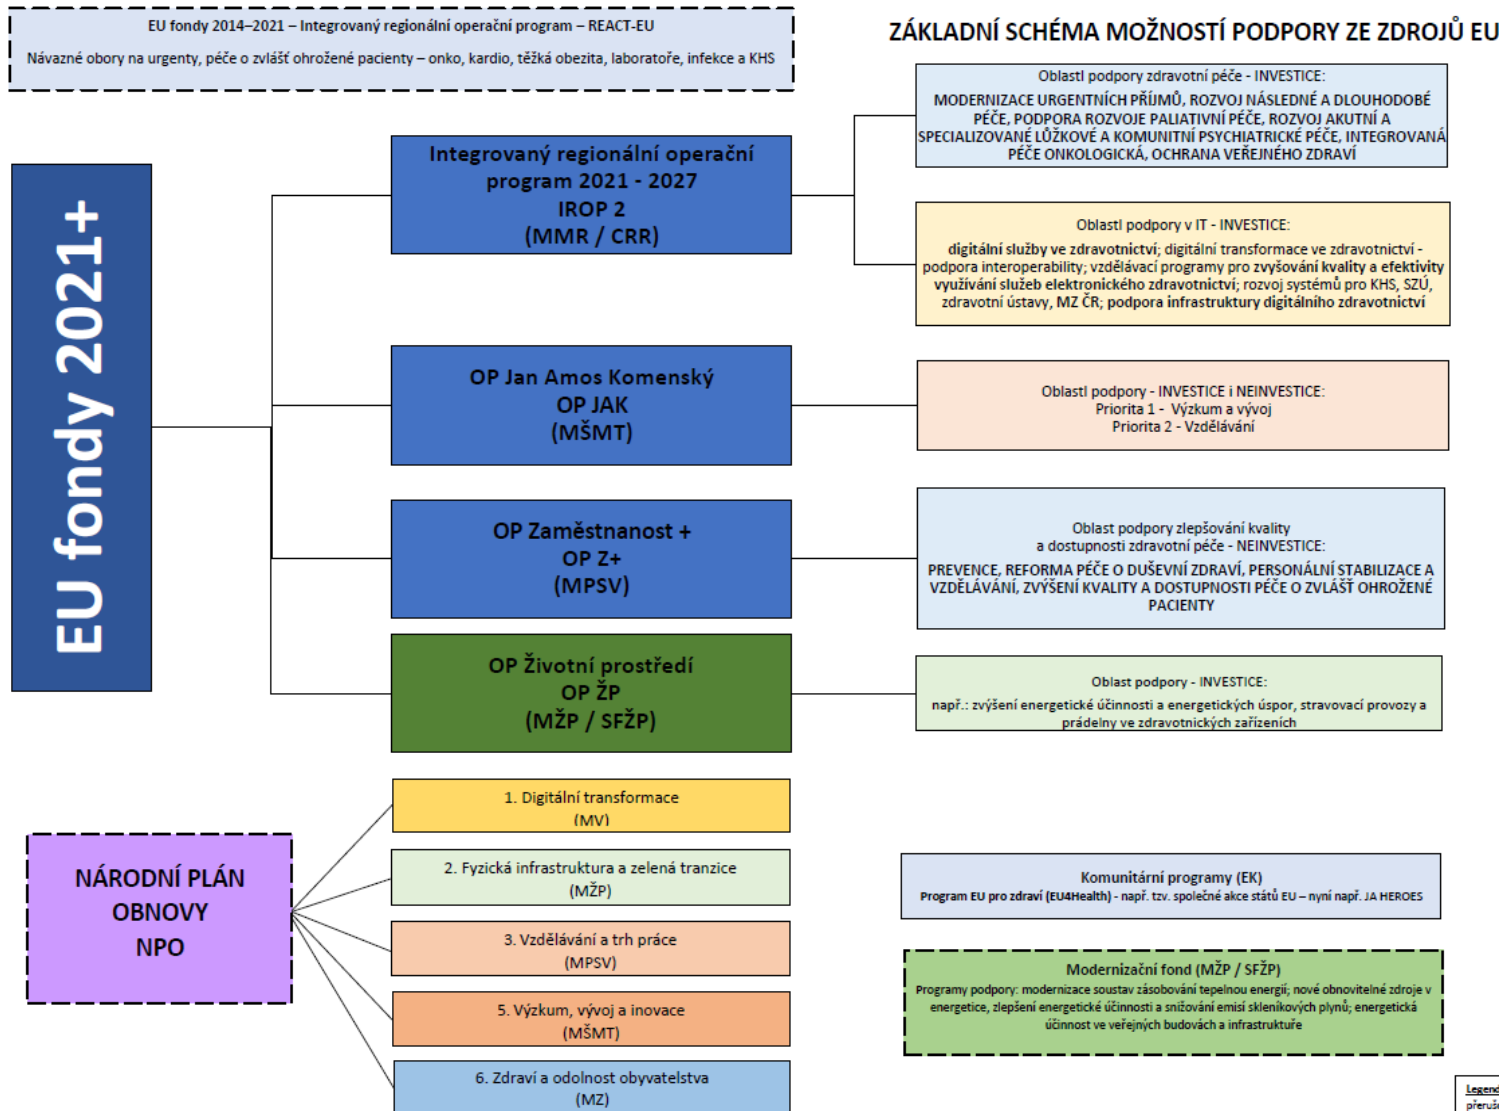 EU fondy 2014–2021 – Integrovaný regionální operační program – REACT-EU
Návazné obory na urgenty, péče o zvlášť ohrožené pacienty – onko, kardio, těžká obezita, laboratoře, infekce a KHS
ZÁKLADNÍ SCHÉMA MOŽNOSTÍ PODPORY ZE ZDROJŮ EU
EU fondy 2021+
Integrovaný regionální operační
program 2021 - 2027
IROP 2
(MMR / CRR)
Oblasti podpory zdravotní péče - INVESTICE:
MODERNIZACE URGENTNÍCH PŘÍJMŮ, ROZVOJ NÁSLEDNÉ A DLOUHODOBÉ
PÉČE, PODPORA ROZVOJE PALIATIVNÍ PÉČE, ROZVOJ AKUTNÍ A
SPECIALIZOVANÉ LŮŽKOVÉ A KOMUNITNÍ PSYCHIATRICKÉ PÉČE, INTEGROVANÁ
PÉČE ONKOLOGICKÁ, OCHRANA VEŘEJNÉHO ZDRAVÍ
Oblasti podpory v IT - INVESTICE:
digitální služby ve zdravotnictví; digitální transformace ve zdravotnictví -
podpora interoperability; vzdělávací programy pro zvyšování kvality a efektivity
využívání služeb elektronického zdravotnictví; rozvoj systémů pro KHS, SZÚ,
zdravotní ústavy, MZ ČR; podpora infrastruktury digitálního zdravotnictví
OP Jan Amos Komenský
OP JAK
(MŠMT)
Oblasti podpory - INVESTICE i NEINVESTICE:
Priorita 1 - Výzkum a vývoj
Priorita 2 - Vzdělávání
OP Zaměstnanost +
OP Z+
(MPSV)
Oblast podpory zlepšování kvality
a dostupnosti zdravotní péče - NEINVESTICE:
PREVENCE, REFORMA PÉČE O DUŠEVNÍ ZDRAVÍ, PERSONÁLNÍ STABILIZACE A
VZDĚLÁVÁNÍ, ZVÝŠENÍ KVALITY A DOSTUPNOSTI PÉČE O ZVLÁŠŤ OHROŽENÉ
PACIENTY
OP Životní prostředí
OP ŽP
(MŽP / SFŽP)
Oblast podpory - INVESTICE:
např.: zvýšení energetické účinnosti a energetických úspor, stravovací provozy a
prádelny ve zdravotnických zařízeních
NÁRODNÍ PLÁN
OBNOVY
NPO
1. Digitální transformace
(MV)
2. Fyzická infrastruktura a zelená tranzice
(MŽP)
3. Vzdělávání a trh práce
(MPSV)
5. Výzkum, vývoj a inovace
(MŠMT)
6. Zdraví a odolnost obyvatelstva
(MZ)
Komunitární programy (EK)
Program EU pro zdraví (EU4Health) - např. tzv. společné akce států EU – nyní např. JA HEROES
Modernizační fond (MŽP / SFŽP)
Programy podpory: modernizace soustav zásobování tepelnou energií; nové obnovitelné zdroje v
energetice, zlepšení energetické účinnosti a snižování emisí skleníkových plynů; energetická
účinnost ve veřejných budovách a infrastruktuře
Legend
přeruš